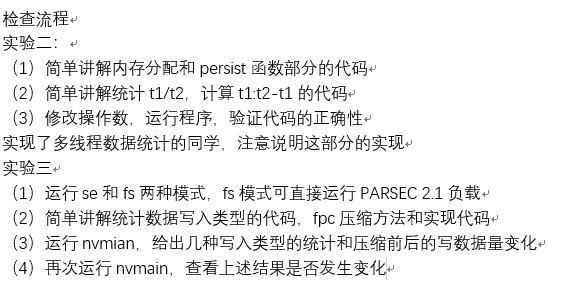 检查流程
实验二：
（1）简单讲解内存分配和 persist 函数部分的代码
（2）简单讲解统计 t1/t2，计算 t1:t2-t1 的代码
（3）修改操作数，运行程序，验证代码的正确性
实现了多线程数据统计的同学，注意说明这部分的实现
实验三
（1）运行 se 和 fs 两种模式，fs 模式可直接运行 PARSEC 2.1 负载
（2）简单讲解统计数据写入类型的代码，fpc 压缩方法和实现代码
（3）运行 nvmian，给出几种写入类型的统计和压缩前后的写数据量变化
（4）再次运行 nvmain，查看上述结果是否发生变化